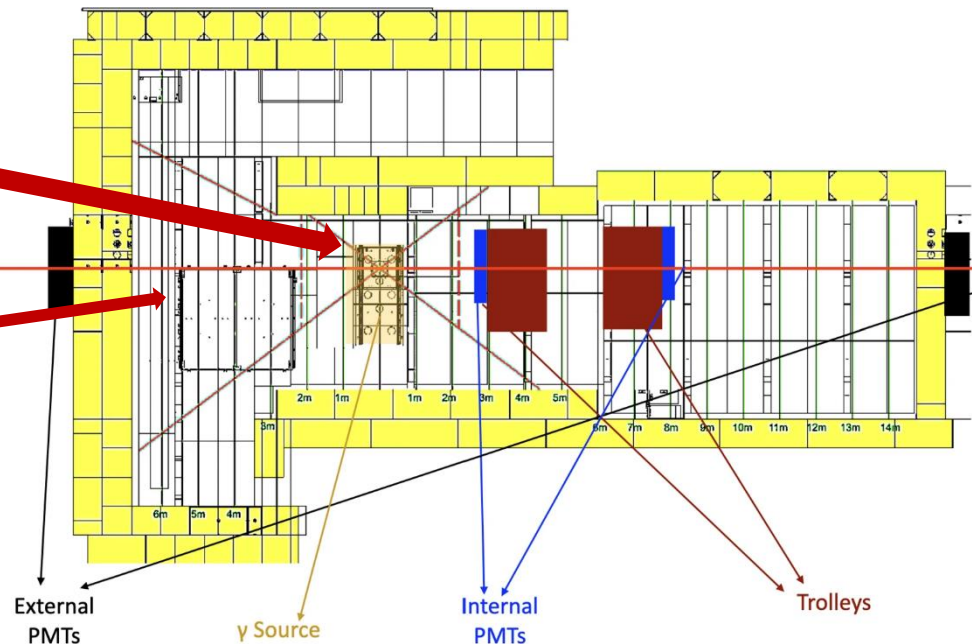 2m 1m 1m 2m 3m 4m 5m
3m
6m 7m 8m 9m 10m 11m 12m 13m 14m
6m 5m 4m
External
PMTs
γ Source
Internal
PMTs
Trolleys